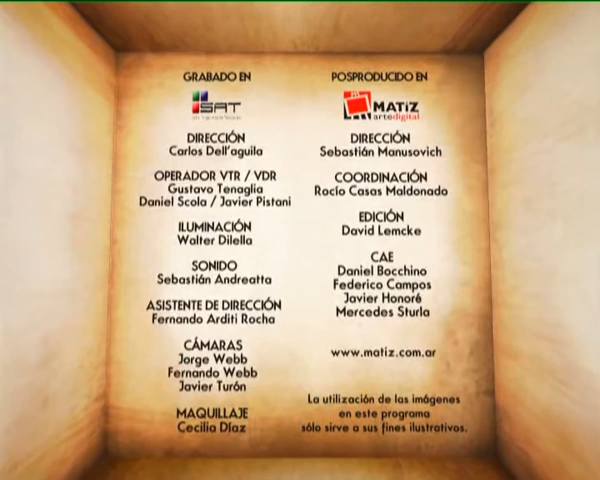 GRABADO EN
SAT
DIRECCIÓN
Carlos Dell'aguila
OPERADOR VTR / VDR
Gustavo Tenaglia
Daniel Scola / Javier Pistani
ILUMINACIÓN
Walter Dilella
SONIDO
Sebastián Andreatta
ASISTENTE DE DIRECCIÓN
Fernando Arditi Rocha
CÁMARAS
Jorge Webb
Fernando Webb
Javier Turón
MAQUILLAJE
Cecilia Díaz
POSPRODUCIDO EN
MATIZ
artedigital
DIRECCIÓN
Sebastián Manusovich
COORDINACIÓN
Rocío Casas Maldonado
EDICIÓN
David Lemcke
CAE
Daniel Bocchino
Federico Campos
Javier Honoré
Mercedes Sturla
www.matiz.com.ar
La utilización de las imágenes
en este programa
sólo sirve a sus fines ilustrativos.